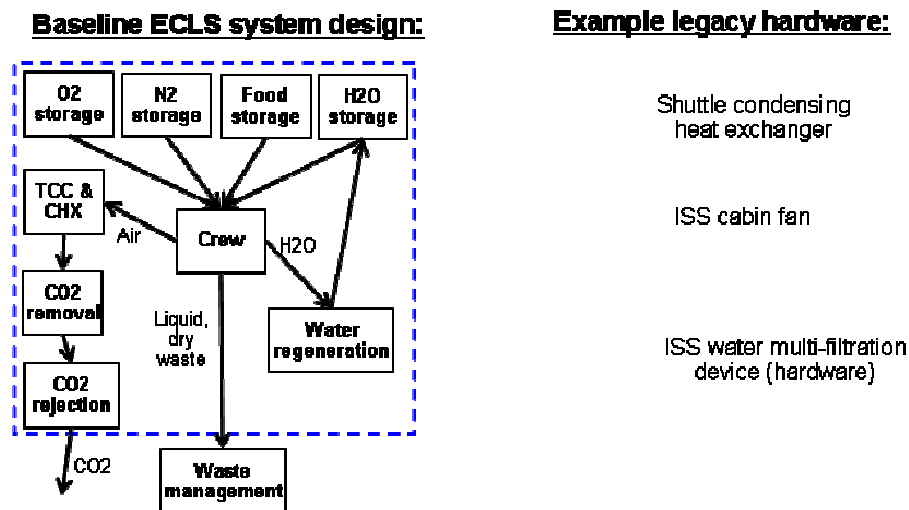 Baseline ECLS system design:
Example legacy hardware:
O2
storage
N2
storage
Food
storage
H2O
storage
Shuttle condensing
heat exchanger
TCC &
CHX
Air
Crew
H2O
ISS cabin fan
CO2
removal
Liquid,
dry
waste
Water
regeneration
ISS water multi-filtration
device (hardware)
CO2
rejection
CO2
Waste
management